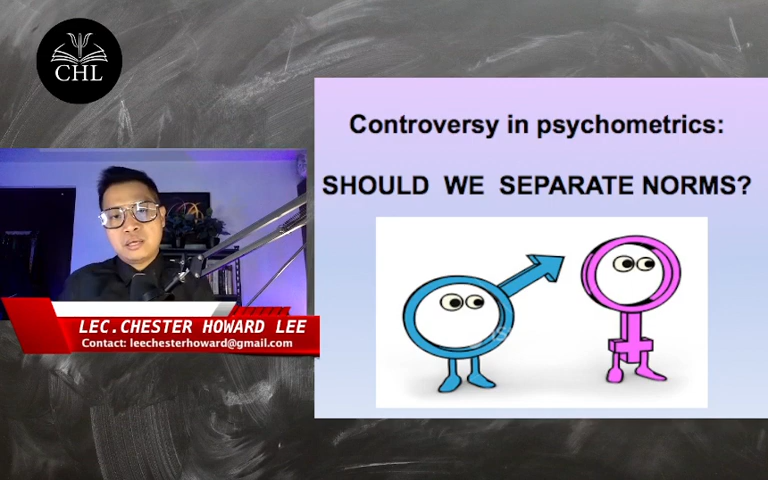 CHL
Controversy in psychometrics:
SHOULD WE SEPARATE NORMS?
LEC.CHESTER HOWARD LEE
Contact: leechesterhoward@gmail.com